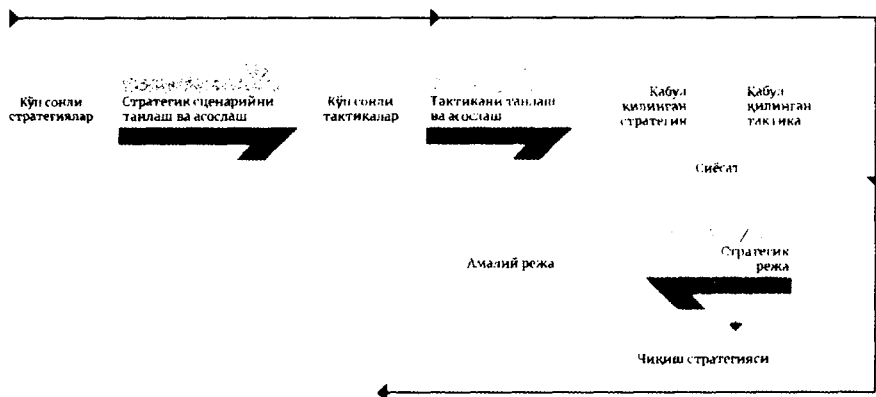 Кўп сонли
стратегиялар
Стратегик сценарийни
танлаш ва асослаш
Кўп сонли
тактикалар
Тактикани танлаш
ва асослаш
Қабул
қилинган
стратегия
Қабул
қилинган
тактика
Сиёсат
Амалий режа
Стратегик
режа
Чиқиш стратегияси